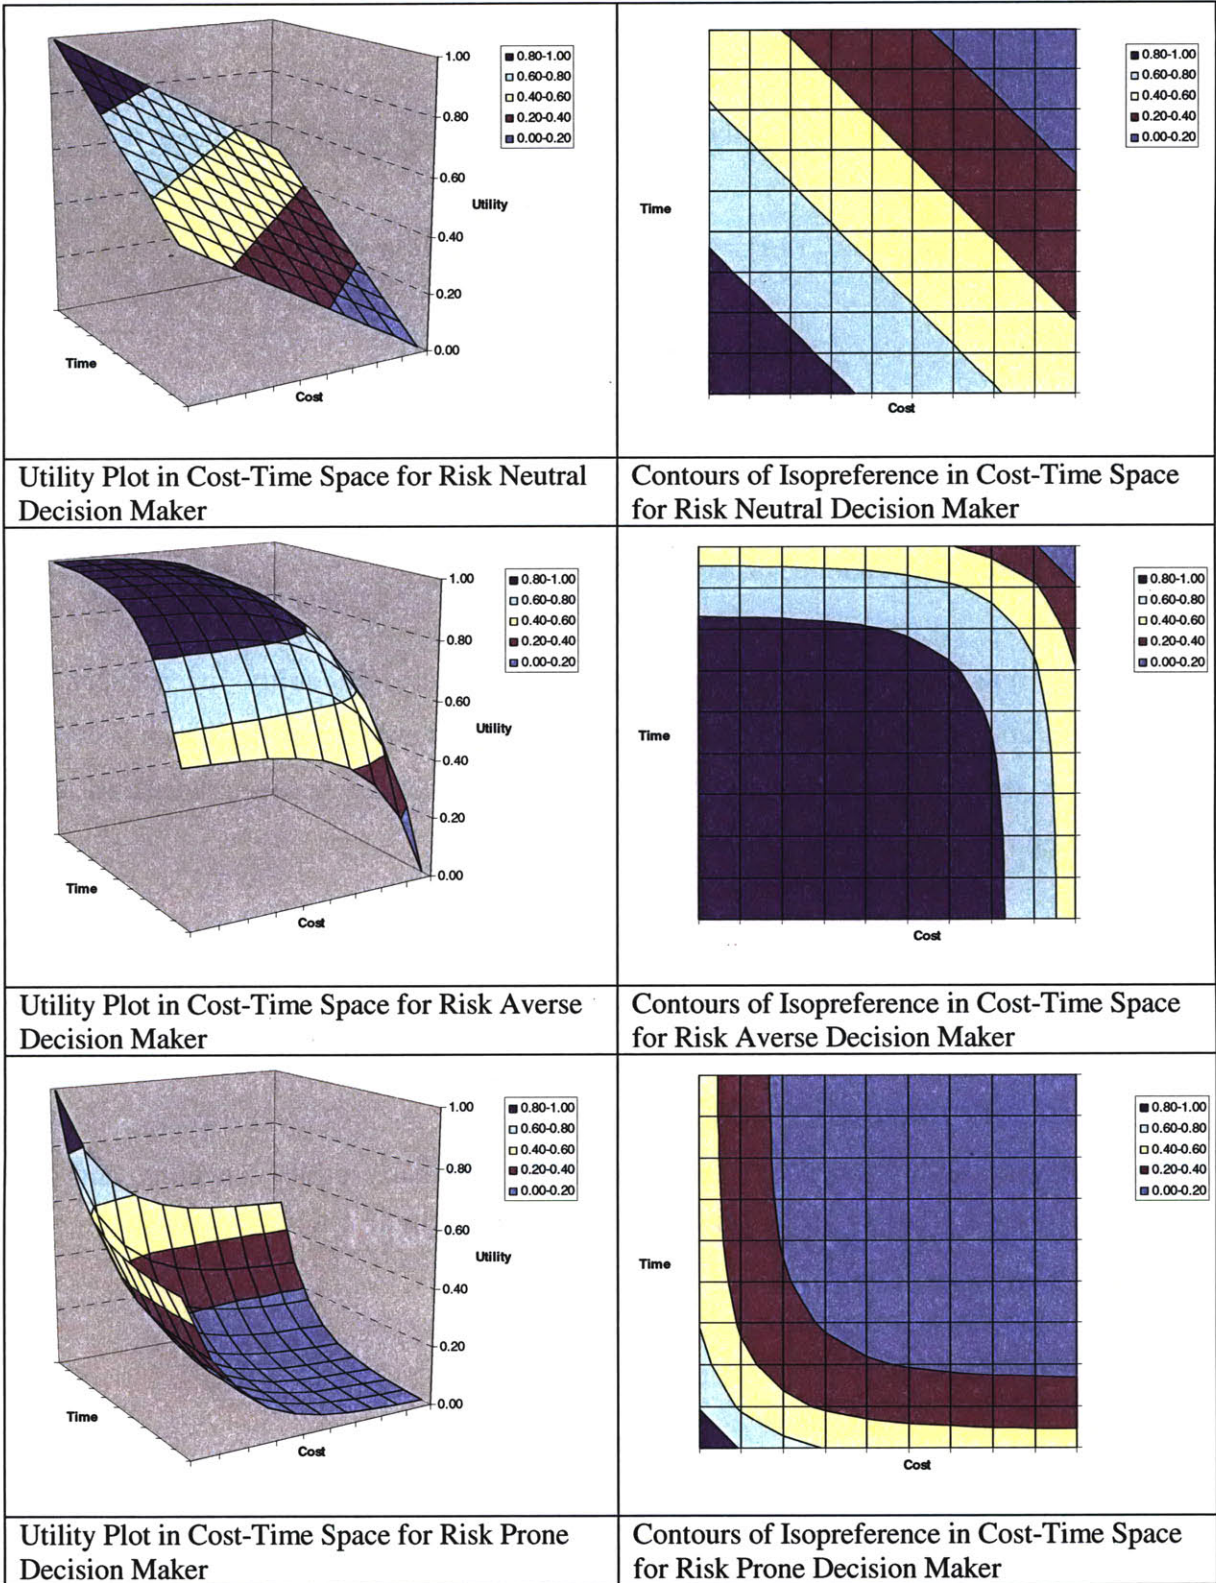 1.00
0.80
0.60
0.40
0.20
0.00
Utility
Time
Cost
0.80-1.00
0.60-0.80
0.40-0.60
0.20-0.40
0.00-0.20
Time
Cost
0.80-1.00
0.60-0.80
0.40-0.60
0.20-0.40
0.00-0.20
Utility Plot in Cost-Time Space for Risk Neutral
Decision Maker
Contours of Isopreference in Cost-Time Space
for Risk Neutral Decision Maker
1.00
0.80
0.60
0.40
0.20
0.00
Utility
Time
Cost
0.80-1.00
0.60-0.80
0.40-0.60
0.20-0.40
0.00-0.20
Time
Cost
0.80-1.00
0.60-0.80
0.40-0.60
0.20-0.40
0.00-0.20
Utility Plot in Cost-Time Space for Risk Averse
Decision Maker
Contours of Isopreference in Cost-Time Space
for Risk Averse Decision Maker
1.00
0.80
0.60
0.40
0.20
0.00
Utility
Time
Cost
0.80-1.00
0.60-0.80
0.40-0.60
0.20-0.40
0.00-0.20
Time
Cost
0.80-1.00
0.60-0.80
0.40-0.60
0.20-0.40
0.00-0.20
Utility Plot in Cost-Time Space for Risk Prone
Decision Maker
Contours of Isopreference in Cost-Time Space
for Risk Prone Decision Maker